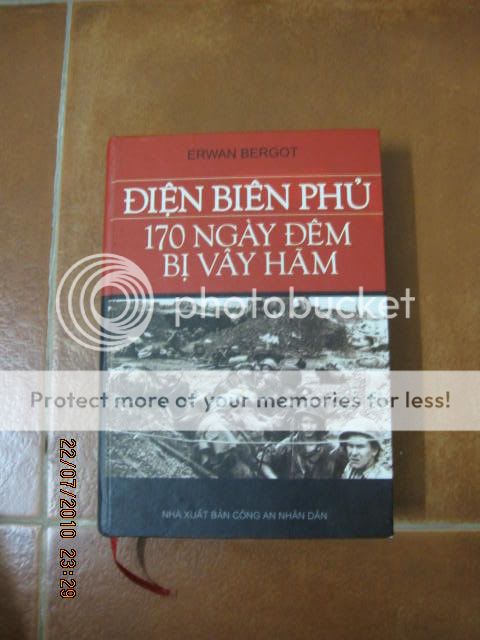 ERWAN BERGOT
ĐIỆN BIÊN PHỦ
170 NGÀY ĐÊM
BỊ VÂY HÃM
photobucket
Protect more of your memories for less!
NHÀ XUẤT BẢN CÔNG AN NHÂN DÂN
22/07/2010 23:29